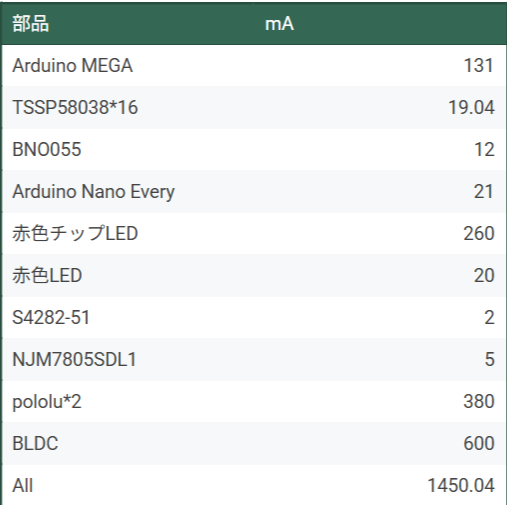 部品 mA
Arduino MEGA 131
TSSP58038*16 19.04
BNO055 12
Arduino Nano Every 21
赤色チップLED 260
赤色LED 20
S4282-51 2
NJM7805SDL1 5
pololu*2 380
BLDC 600
All 1450.04